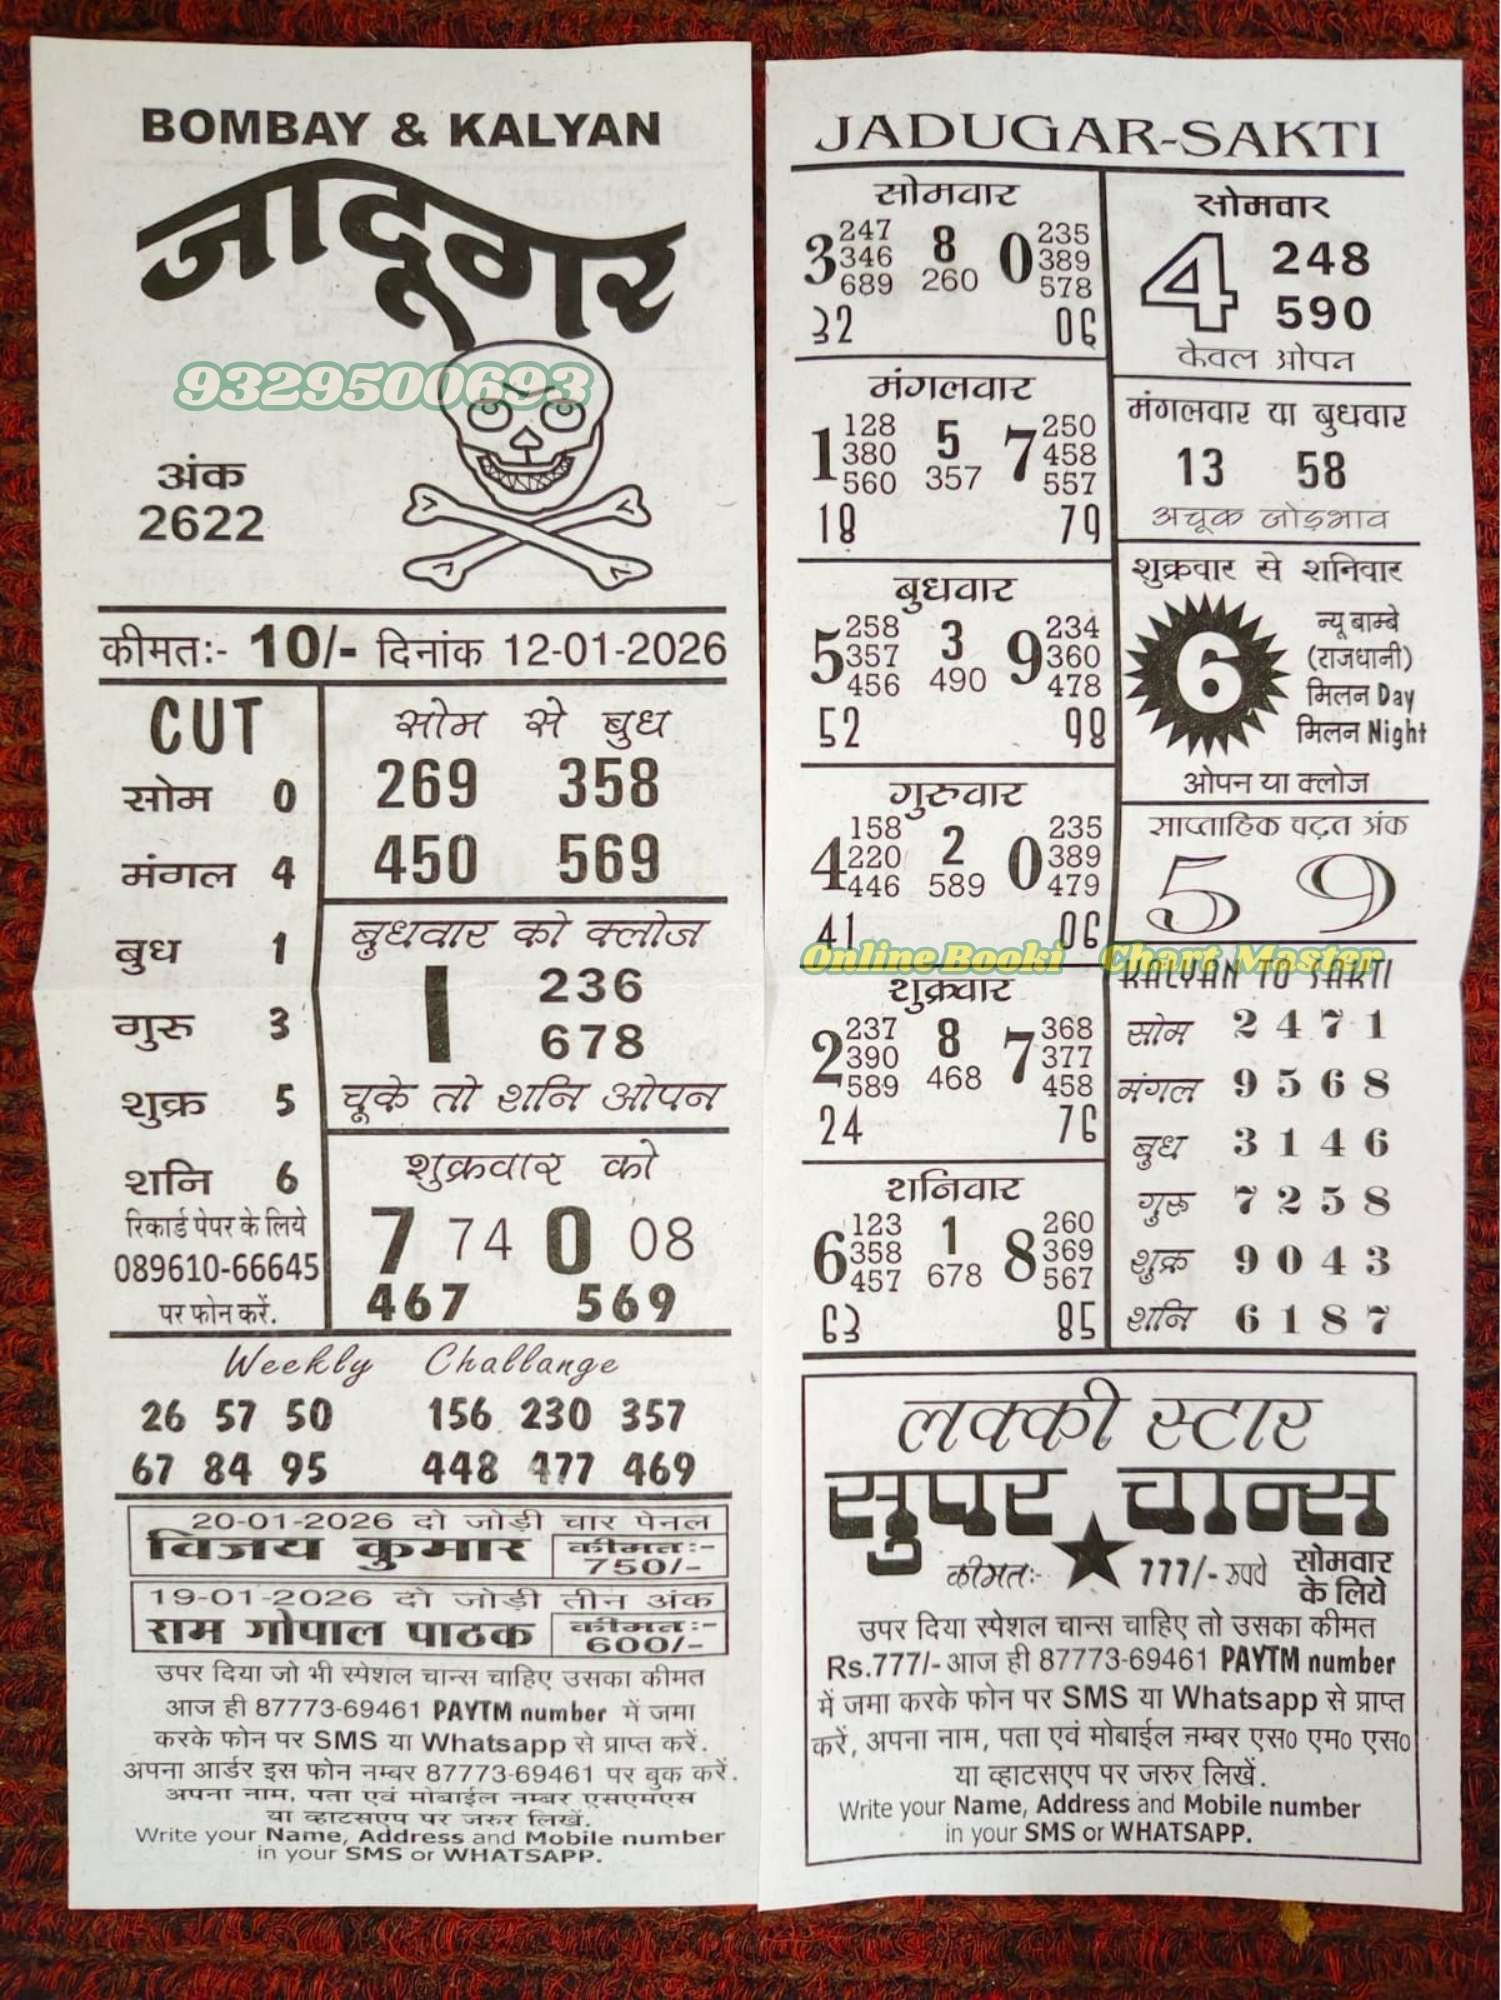 BOMBAY & KALYAN
जादूगर
9329500693
अंक
2622
कीमतः- 10/- दिनांक 12-01-2026
CUT
सोम 0
मंगल 4
बुध 1
गुरु 3
शुक्र 5
शनि 6
रिकार्ड पेपर के लिये
089610-66645
पर फोन करें.
सोम से बुध
269 358
450 569
बुधवार को क्लोज
1 236
678
चूके तो शनि ओपन
शुक्रवार को
7 74 0 08
467 569
Weekly Challange
26 57 50 156 230 357
67 84 95 448 477 469
20-01-2026 दो जोड़ी चार पेनल
विजय कुमार कीमतः- 750/-
19-01-2026 दो जोड़ी तीन अंक
राम गोपाल पाठक कीमतः- 600/-
उपर दिया जो भी स्पेशल चान्स चाहिए उसका कीमत
आज ही 87773-69461 PAYTM number में जमा
करके फोन पर SMS या Whatsapp से प्राप्त करें.
अपना आर्डर इस फोन नम्बर 87773-69461 पर बुक करें.
अपना नाम, पता एवं मोबाईल नम्बर एसएमएस
या व्हाटसएप पर जरुर लिखें.
Write your Name, Address and Mobile number
in your SMS or WHATSAPP.
JADUGAR-SAKTI
सोमवार
3 247 346 689 8 260 0 235 389 578
32 06
मंगलवार
1 128 380 560 5 357 7 250 458 557
18 79
बुधवार
5 258 357 456 3 490 9 234 360 478
52 98
गुरुवार
4 158 220 446 2 589 0 235 389 479
41 06
Online Booki Chart Master
शुक्रवार
2 237 390 589 8 468 7 368 377 458
24 76
शनिवार
6 123 358 457 1 678 8 260 369 567
63 85
सोमवार
4 248
590
केवल ओपन
मंगलवार या बुधवार
13 58
अचूक जोड़भाव
शुक्रवार से शनिवार
6
न्यू बाम्बे
(राजधानी)
मिलन Day
मिलन Night
ओपन या क्लोज
साप्ताहिक चढ़त अंक
5 9
KALYAN TO SAKTI
सोम 2 4 7 1
मंगल 9 5 6 8
बुध 3 1 4 6
गुरु 7 2 5 8
शुक्र 9 0 4 3
शनि 6 1 8 7
लक्की स्टार
सुपर चान्स
कीमतः- 777/- रुपये सोमवार
के लिये
उपर दिया स्पेशल चान्स चाहिए तो उसका कीमत
Rs.777/- आज ही 87773-69461 PAYTM number
में जमा करके फोन पर SMS या Whatsapp से प्राप्त
करें, अपना नाम, पता एवं मोबाईल नम्बर एस० एम० एस०
या व्हाटसएप पर जरुर लिखें.
Write your Name, Address and Mobile number
in your SMS or WHATSAPP.